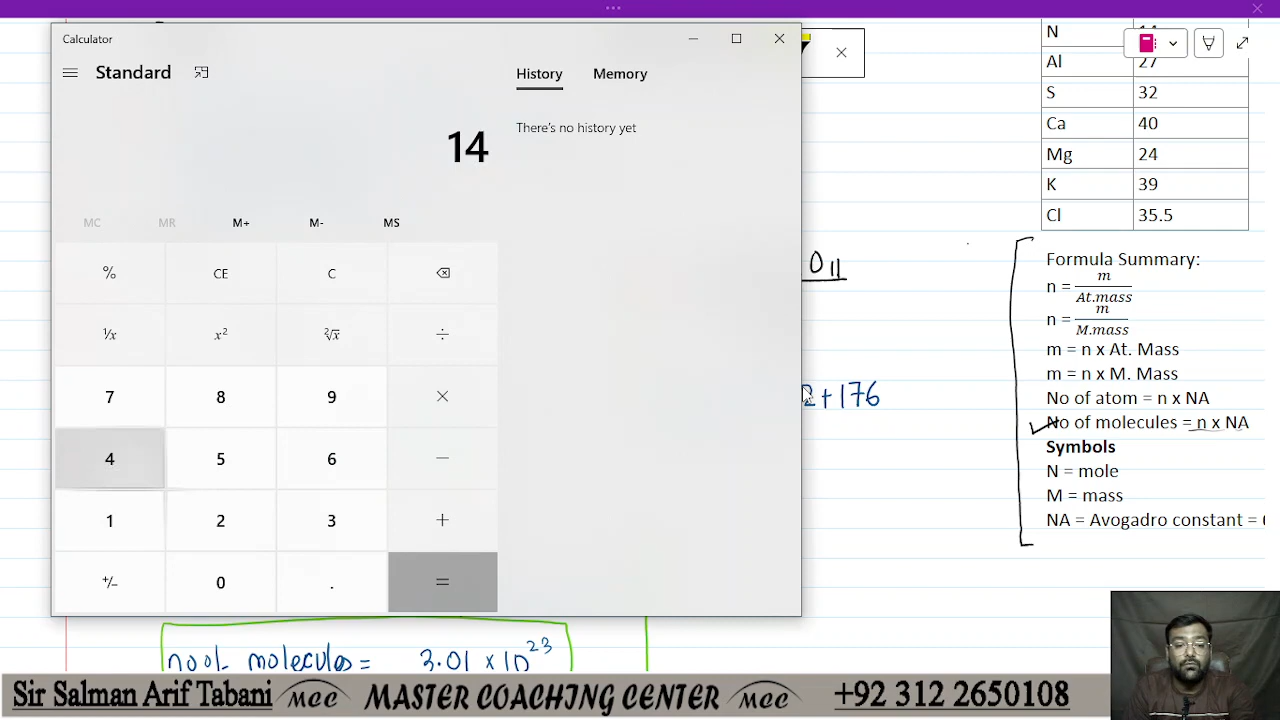 Calculator
Standard
History
Memory
There's no history yet
14
MC
MR
M+
M-
MS
%
CE
C
¹/x
x²
²√x
÷
7
8
9
×
4
5
6
−
1
2
3
+
+/-
0
.
=
N
Al 27
S 32
Ca 40
Mg 24
K 39
Cl 35.5
O₁₁
2+176
Formula Summary:
n = m/At.mass
n = m/M.mass
m = n x At. Mass
m = n x M. Mass
No of atom = n x NA
No of molecules = n x NA
Symbols
N = mole
M = mass
NA = Avogadro constant =
no of molecules = 3.01 × 10²³
Sir Salman Arif Tabani MCC MASTER COACHING CENTER MCC +92 312 2650108